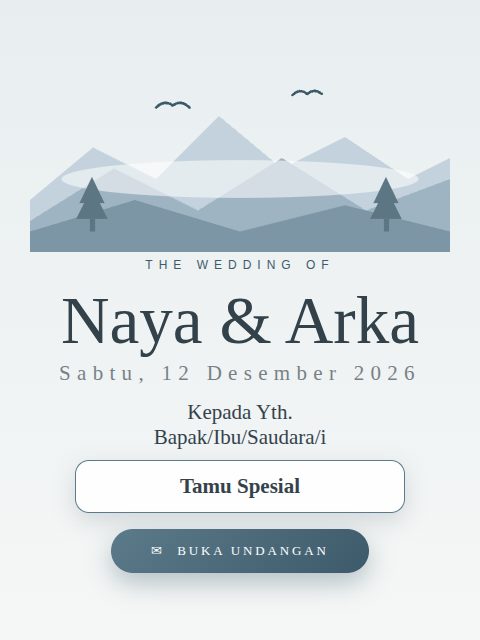 THE WEDDING OF
Naya & Arka
Sabtu, 12 Desember 2026
Kepada Yth.
Bapak/Ibu/Saudara/i
Tamu Spesial
✉ BUKA UNDANGAN